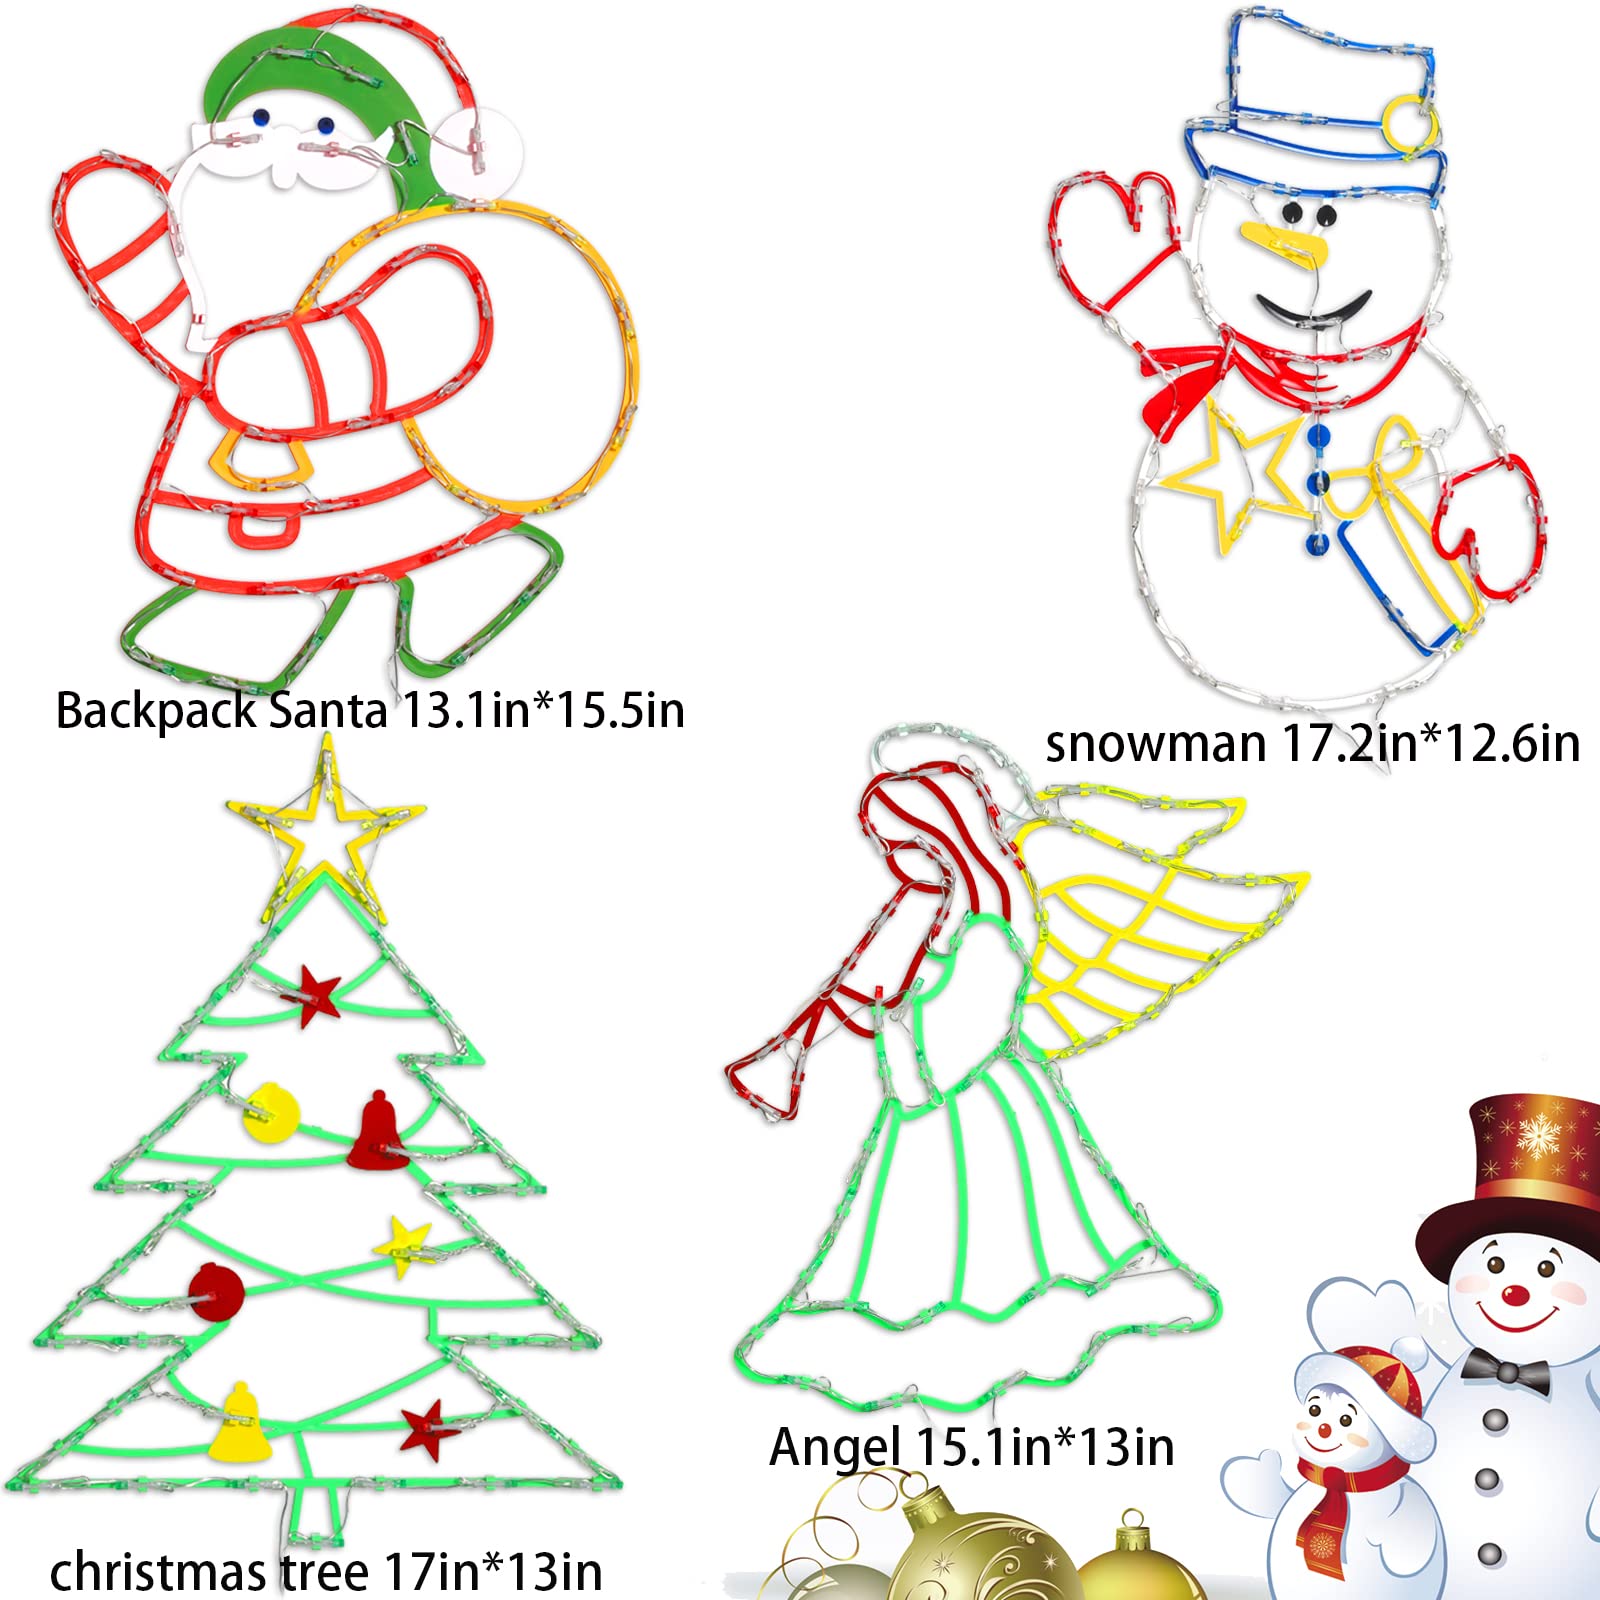 Backpack Santa 13.1in*15.5in
snowman 17.2in*12.6in
Angel 15.1in*13in
christmas tree 17in*13in